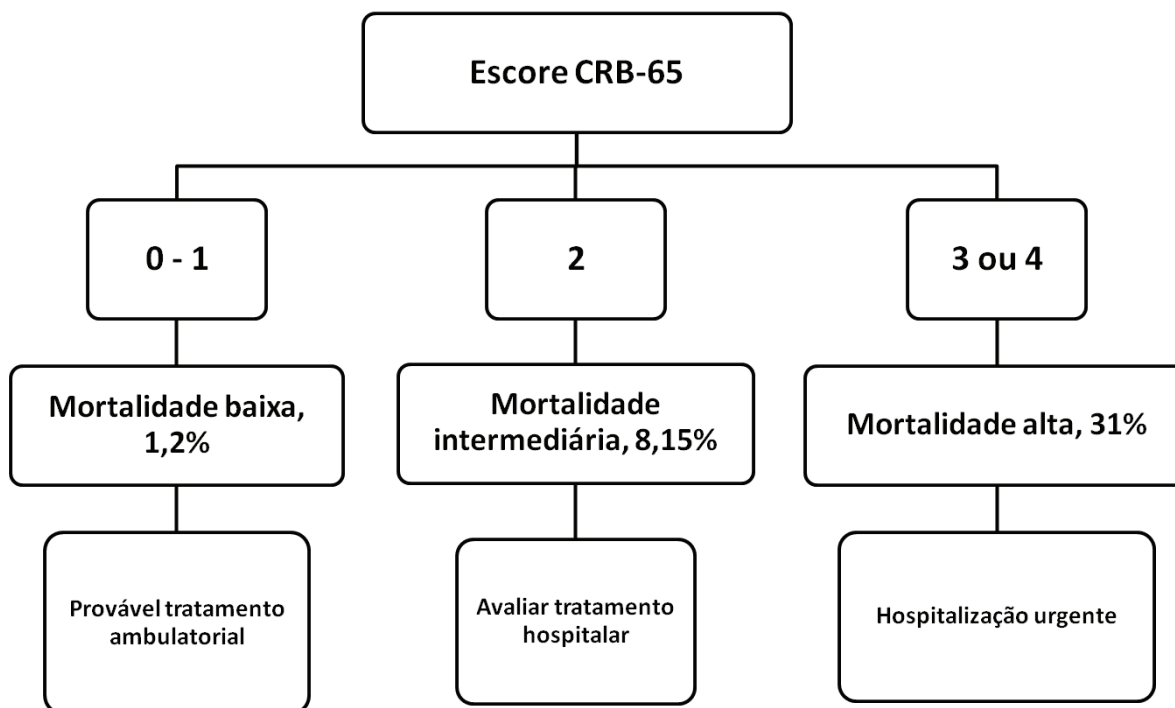 Escore CRB-65
0 - 1
2
3 ou 4
Mortalidade baixa,
1,2%
Mortalidade
intermediária, 8,15%
Mortalidade alta, 31%
Provável tratamento
ambulatorial
Avaliar tratamento
hospitalar
Hospitalização urgente